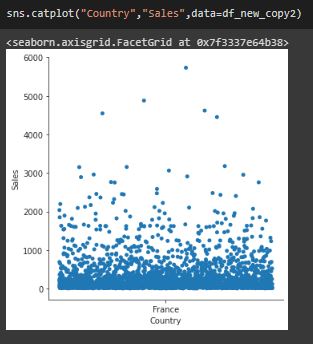 sns.catplot("Country","Sales",data=df_new_copy2)
<seaborn.axisgrid.FacetGrid at 0x7f3337e64b38>
6000
5000
4000
3000
2000
1000
0
Sales
France
Country